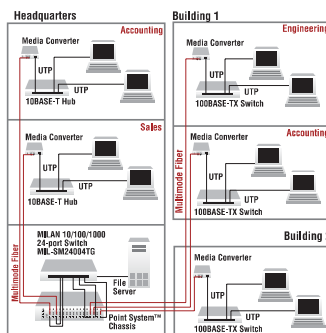 Headquarters
Accounting
Media Converter
UTP
UTP
10BASE-T Hub
Sales
Media Converter
UTP
UTP
10BASE-T Hub
Multimode Fiber
MILAN 10/100/1000
24-port Switch
MIL-SM24004TG
File
Server
Point System™
Chassis
Building 1
Engineering
Media Converter
UTP
UTP
100BASE-TX Switch
Multimode Fiber
Accounting
Media Converter
UTP
UTP
100BASE-TX Switch
Building
Media Converter
UTP
UTP
100BASE-TX Switch